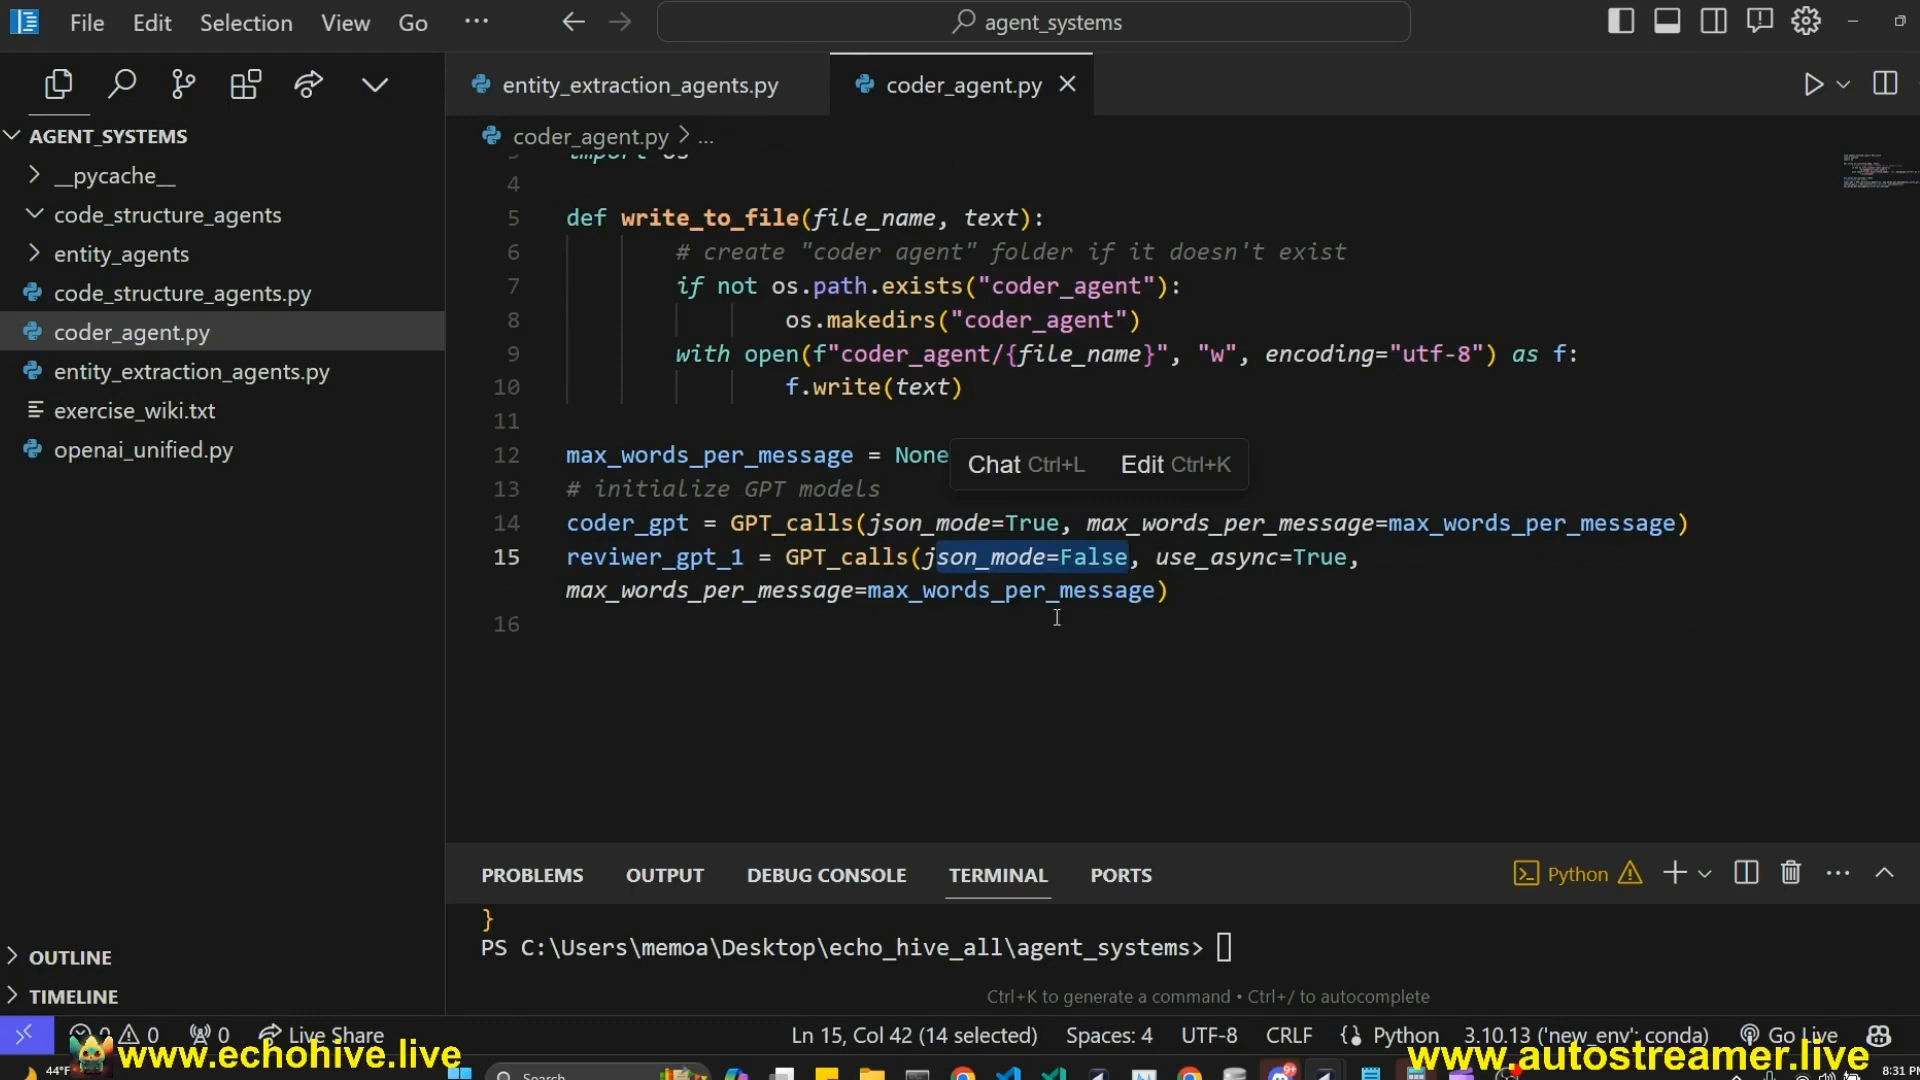 File Edit Selection View Go ··· agent_systems
entity_extraction_agents.py coder_agent.py
AGENT_SYSTEMS
__pycache__
code_structure_agents
entity_agents
code_structure_agents.py
coder_agent.py
entity_extraction_agents.py
exercise_wiki.txt
openai_unified.py
OUTLINE
TIMELINE
coder_agent.py > ...
import os
4
5 def write_to_file(file_name, text):
6 # create "coder agent" folder if it doesn't exist
7 if not os.path.exists("coder_agent"):
8 os.makedirs("coder_agent")
9 with open(f"coder_agent/{file_name}", "w", encoding="utf-8") as f:
10 f.write(text)
11
12 max_words_per_message = None
Chat Ctrl+L Edit Ctrl+K
13 # initialize GPT models
14 coder_gpt = GPT_calls(json_mode=True, max_words_per_message=max_words_per_message)
15 reviwer_gpt_1 = GPT_calls(json_mode=False, use_async=True,
max_words_per_message=max_words_per_message)
16
PROBLEMS OUTPUT DEBUG CONSOLE TERMINAL PORTS Python
}
PS C:\Users\memoa\Desktop\echo_hive_all\agent_systems>
Ctrl+K to generate a command • Ctrl+/ to autocomplete
0 0 0 Live Share Ln 15, Col 42 (14 selected) Spaces: 4 UTF-8 CRLF Python 3.10.13 ('new_env': conda) Go Live
www.echohive.live www.autostreamer.live
44°F Search 8:31 PM